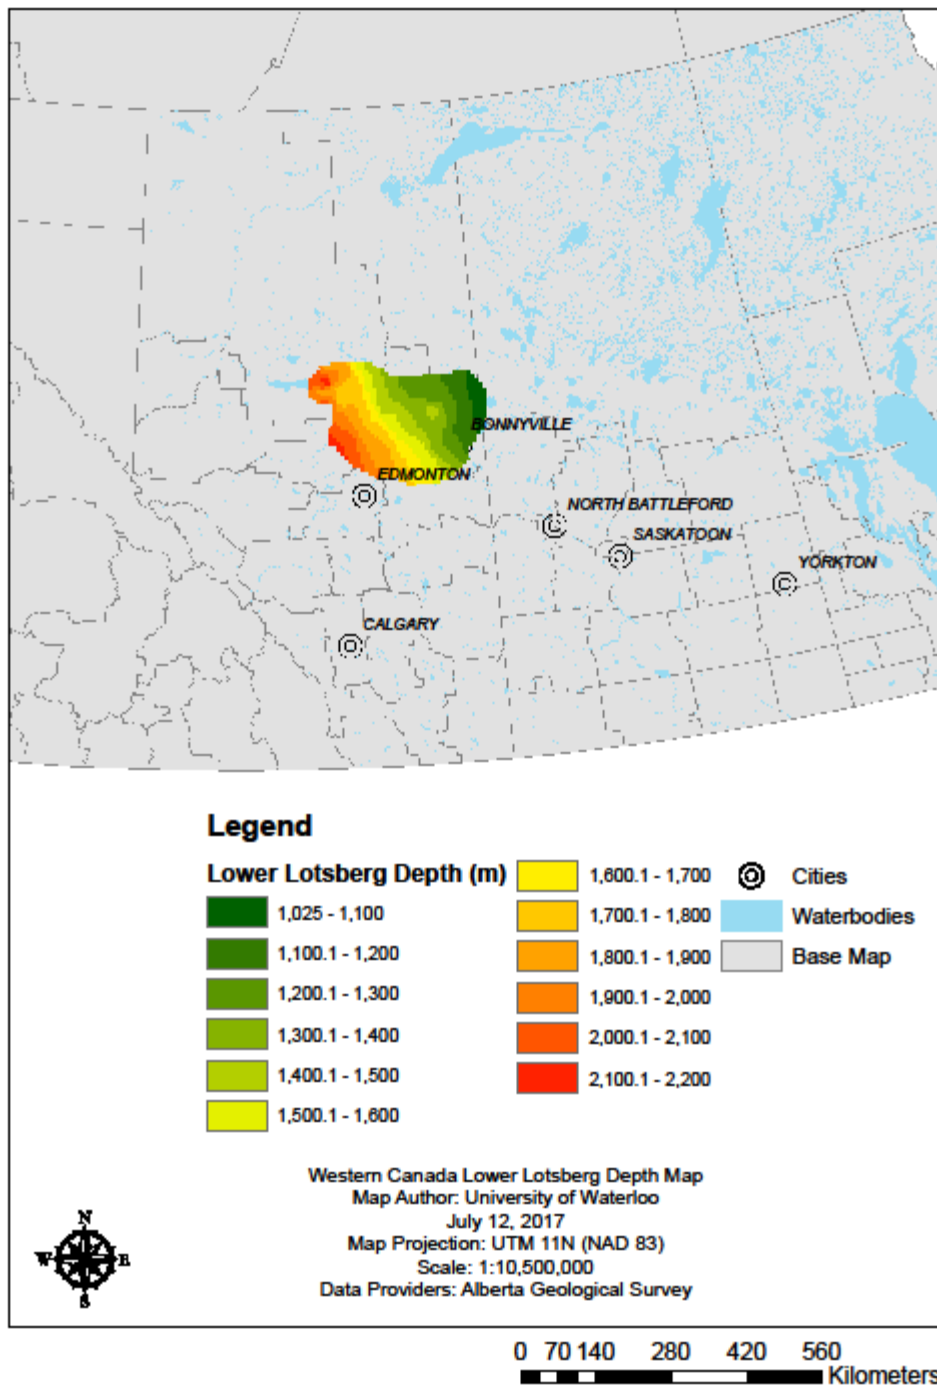 BONNYVILLE
EDMONTON
NORTH BATTLEFORD
SASKATOON
YORKTON
CALGARY
Legend
Lower Lotsberg Depth (m)
1,025 - 1,100
1,100.1 - 1,200
1,200.1 - 1,300
1,300.1 - 1,400
1,400.1 - 1,500
1,500.1 - 1,600
1,600.1 - 1,700
1,700.1 - 1,800
1,800.1 - 1,900
1,900.1 - 2,000
2,000.1 - 2,100
2,100.1 - 2,200
Cities
Waterbodies
Base Map
Western Canada Lower Lotsberg Depth Map
Map Author: University of Waterloo
July 12, 2017
Map Projection: UTM 11N (NAD 83)
Scale: 1:10,500,000
Data Providers: Alberta Geological Survey
N
W E
S
0 70 140 280 420 560
Kilometers